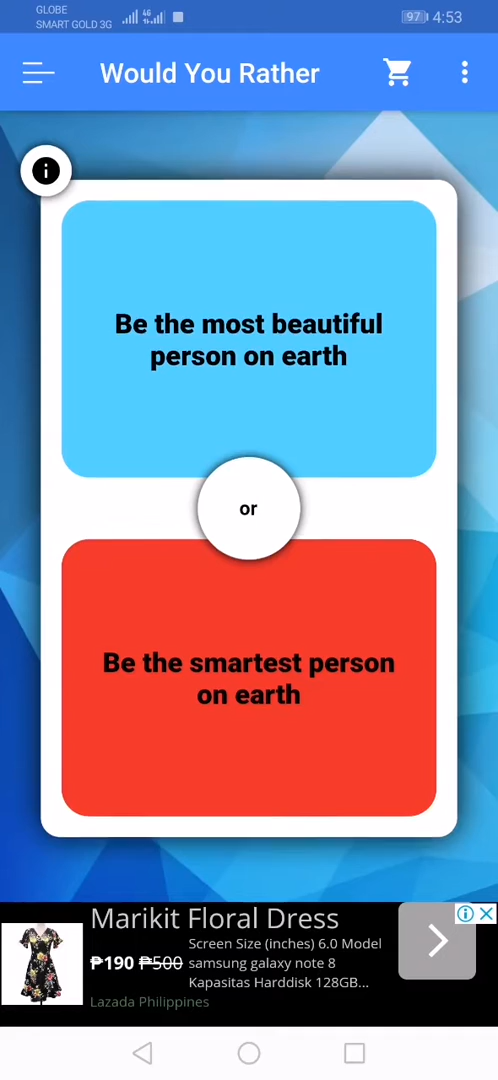 GLOBE
SMART GOLD 3G
4G
97
4:53
Would You Rather
Be the most beautiful
person on earth
or
Be the smartest person
on earth
Marikit Floral Dress
₱190 ₱500
Screen Size (inches) 6.0 Model
samsung galaxy note 8
Kapasitas Harddisk 128GB...
Lazada Philippines